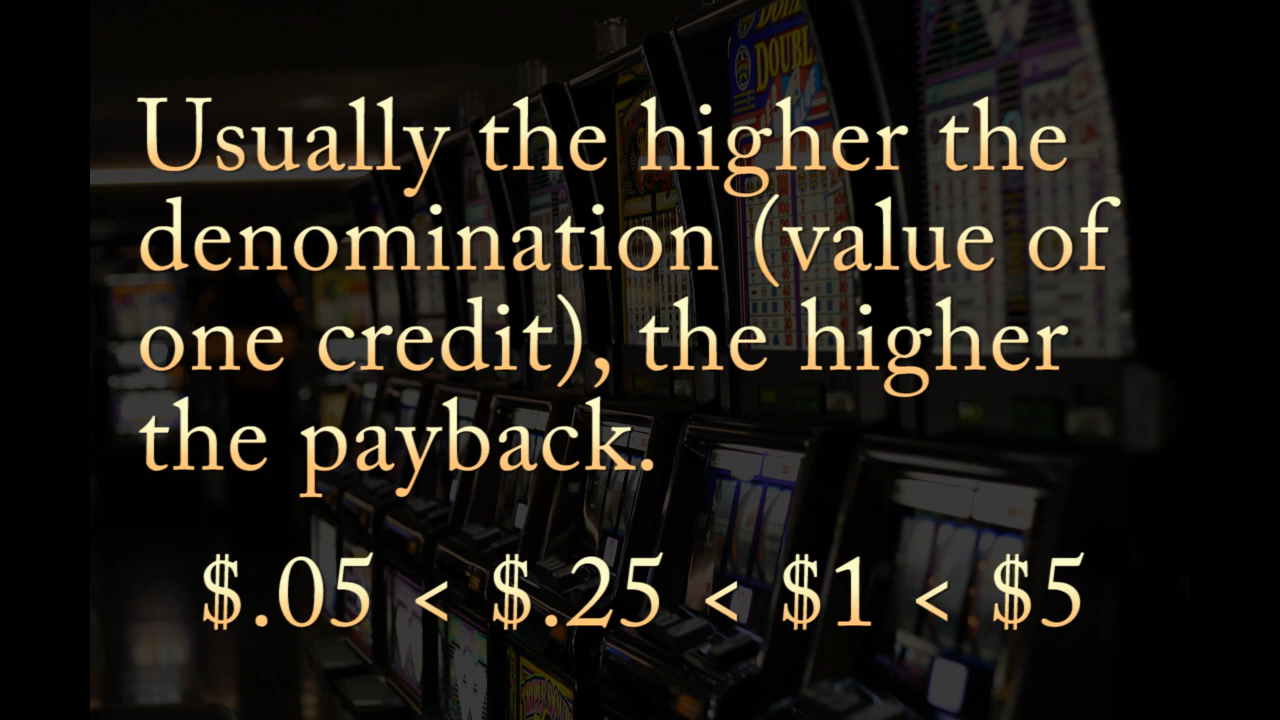 Usually the higher the
denomination (value of
one credit), the higher
the payback.
$.05 < $.25 < $1 < $5